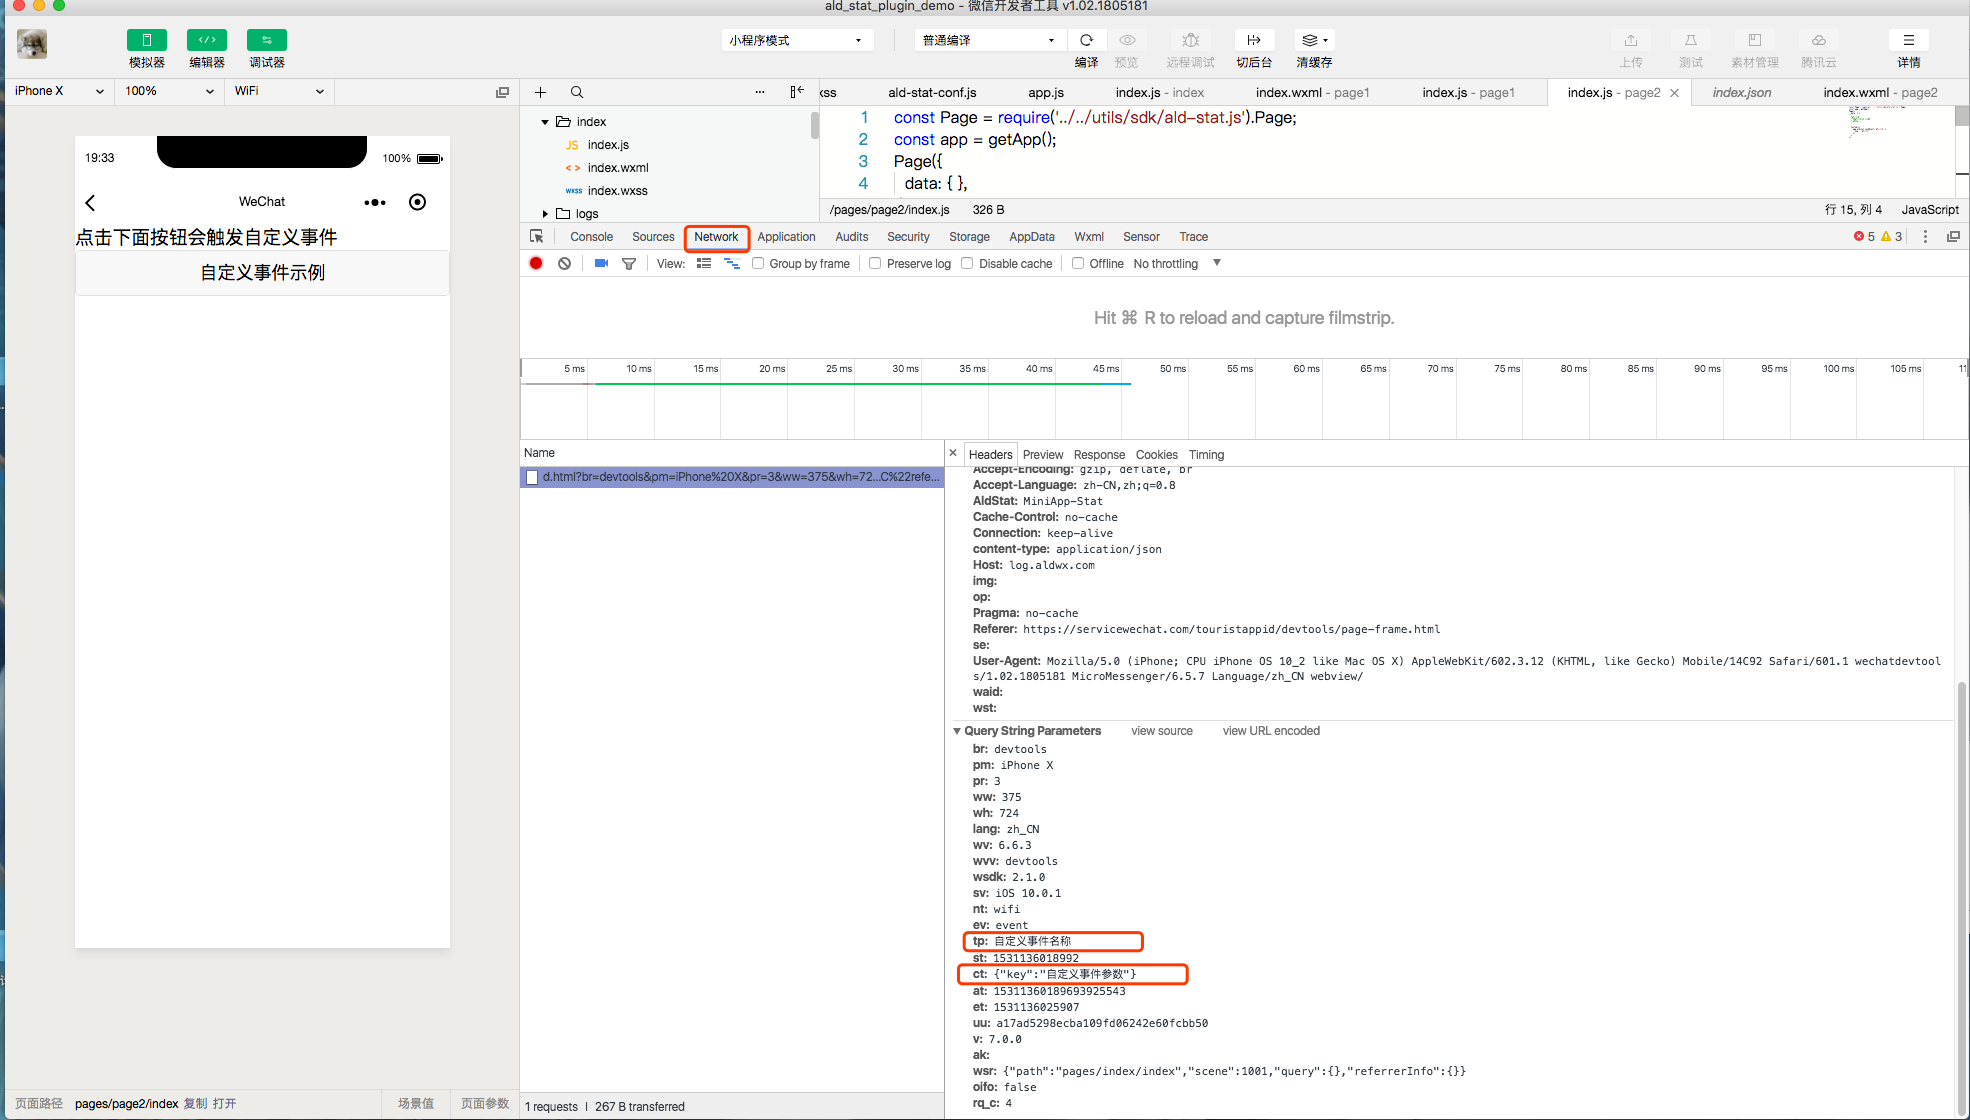 ald_stat_plugin_demo - 微信开发者工具 v1.02.1805181
模拟器 编辑器 调试器
小程序模式 普通编译
编译 预览 远程调试 切后台 清缓存
上传 测试 素材管理 腾讯云 详情
iPhone X 100% WiFi
19:33 100%
WeChat
点击下面按钮会触发自定义事件
自定义事件示例
页面路径 pages/page2/index 复制 打开 场景值 页面参数
index
JS index.js
<> index.wxml
WXSS index.wxss
logs
xss ald-stat-conf.js app.js index.js - index index.wxml - page1 index.js - page1 index.js - page2 index.json index.wxml - page2
1 const Page = require('../../utils/sdk/ald-stat.js').Page;
2 const app = getApp();
3 Page({
4 data: { },
/pages/page2/index.js 326 B 行 15, 列 4 JavaScript
Console Sources Network Application Audits Security Storage AppData Wxml Sensor Trace 5 3
View: Group by frame Preserve log Disable cache Offline No throttling
Hit ⌘ R to reload and capture filmstrip.
5 ms 10 ms 15 ms 20 ms 25 ms 30 ms 35 ms 40 ms 45 ms 50 ms 55 ms 60 ms 65 ms 70 ms 75 ms 80 ms 85 ms 90 ms 95 ms 100 ms 105 ms 11
Name
d.html?br=devtools&pm=iPhone%20X&pr=3&ww=375&wh=72...C%22refe...
1 requests | 267 B transferred
Headers Preview Response Cookies Timing
Accept-Encoding: gzip, deflate, br
Accept-Language: zh-CN,zh;q=0.8
AldStat: MiniApp-Stat
Cache-Control: no-cache
Connection: keep-alive
content-type: application/json
Host: log.aldwx.com
img:
op:
Pragma: no-cache
Referer: https://servicewechat.com/touristappid/devtools/page-frame.html
se:
User-Agent: Mozilla/5.0 (iPhone; CPU iPhone OS 10_2 like Mac OS X) AppleWebKit/602.3.12 (KHTML, like Gecko) Mobile/14C92 Safari/601.1 wechatdevtool
s/1.02.1805181 MicroMessenger/6.5.7 Language/zh_CN webview/
waid:
wst:
Query String Parameters view source view URL encoded
br: devtools
pm: iPhone X
pr: 3
ww: 375
wh: 724
lang: zh_CN
wv: 6.6.3
wvv: devtools
wsdk: 2.1.0
sv: iOS 10.0.1
nt: wifi
ev: event
tp: 自定义事件名称
st: 1531136018992
ct: {"key":"自定义事件参数"}
at: 15311360189693925543
et: 1531136025907
uu: a17ad5298ecba109fd06242e60fcbb50
v: 7.0.0
ak:
wsr: {"path":"pages/index/index","scene":1001,"query":{},"referrerInfo":{}}
oifo: false
rq_c: 4